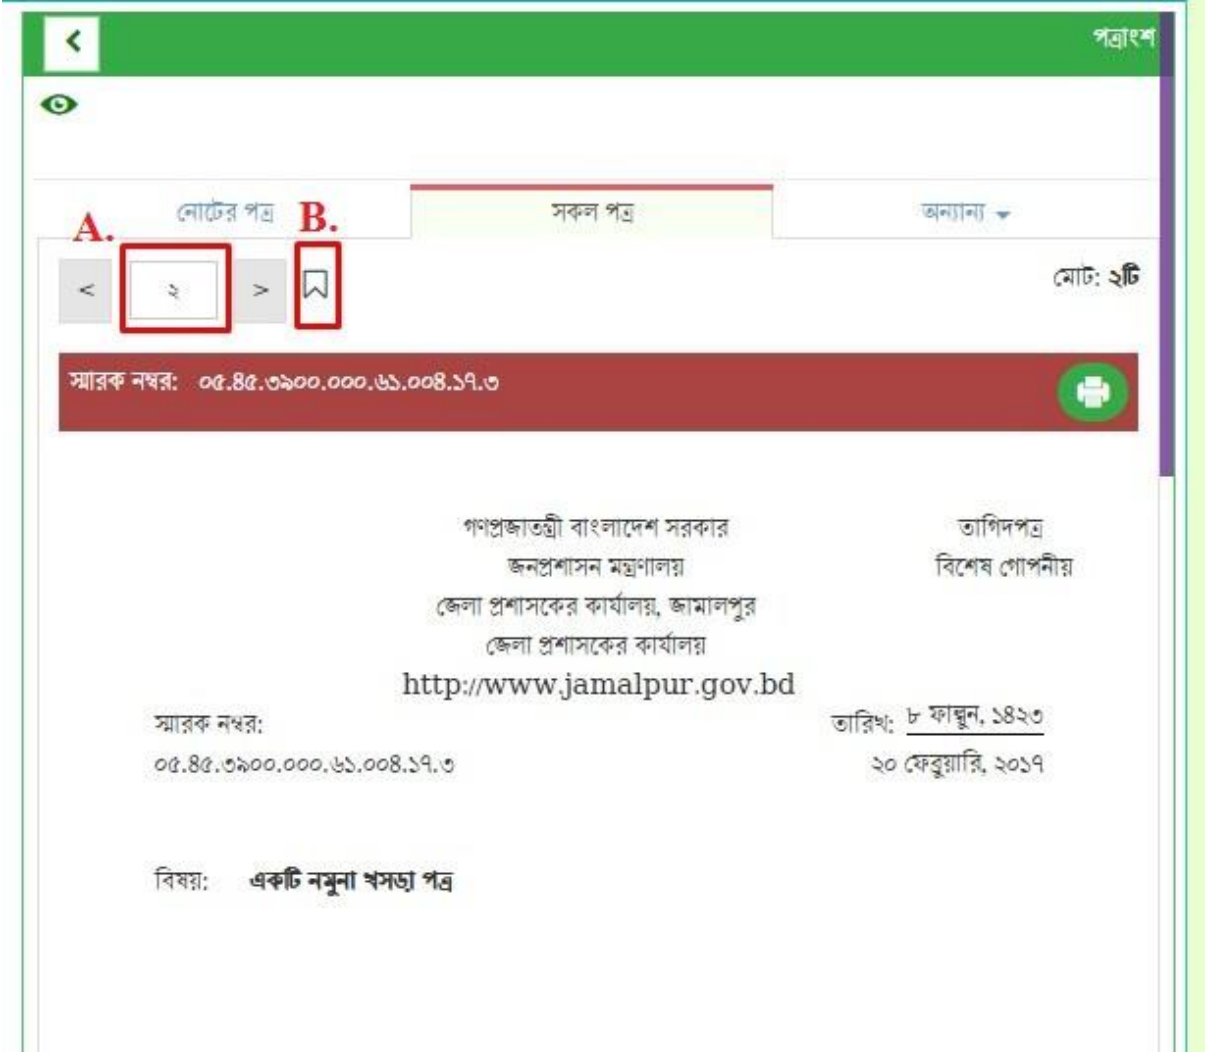 পত্রাংশ
নোটের পত্র
সকল পত্র
অন্যান্য
A.
B.
< ২ >
মোট: ২টি
স্মারক নম্বর: ০৫.৪৫.৩৯০০.০০০.৬১.০০৪.১৭.৩
গণপ্রজাতন্ত্রী বাংলাদেশ সরকার
জনপ্রশাসন মন্ত্রণালয়
জেলা প্রশাসকের কার্যালয়, জামালপুর
জেলা প্রশাসকের কার্যালয়
http://www.jamalpur.gov.bd
তাগিদপত্র
বিশেষ গোপনীয়
স্মারক নম্বর:
০৫.৪৫.৩৯০০.০০০.৬১.০০৪.১৭.৩
তারিখ: ৮ ফাল্গুন, ১৪২৩
২০ ফেব্রুয়ারি, ২০১৭
বিষয়: একটি নমুনা খসড়া পত্র